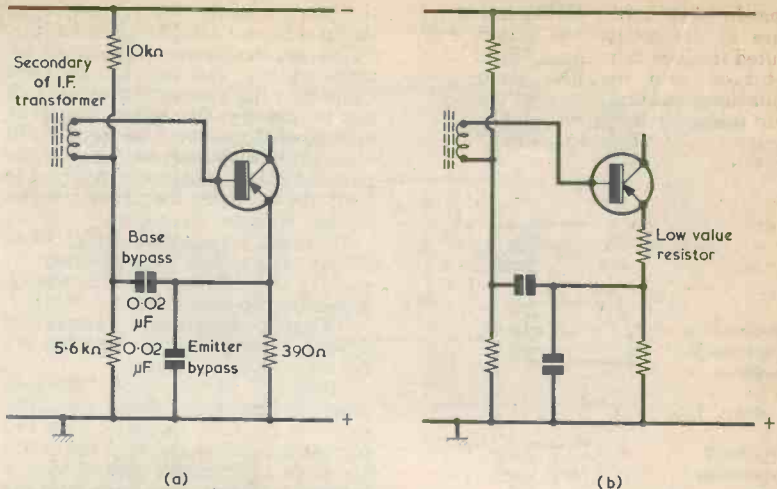 −
10kΩ
Secondary
of I.F.
transformer
Base
bypass
0·02
μF
5·6kΩ
0·02
μF
Emitter
bypass
390Ω
+
(a)
−
Low value
resistor
+
(b)